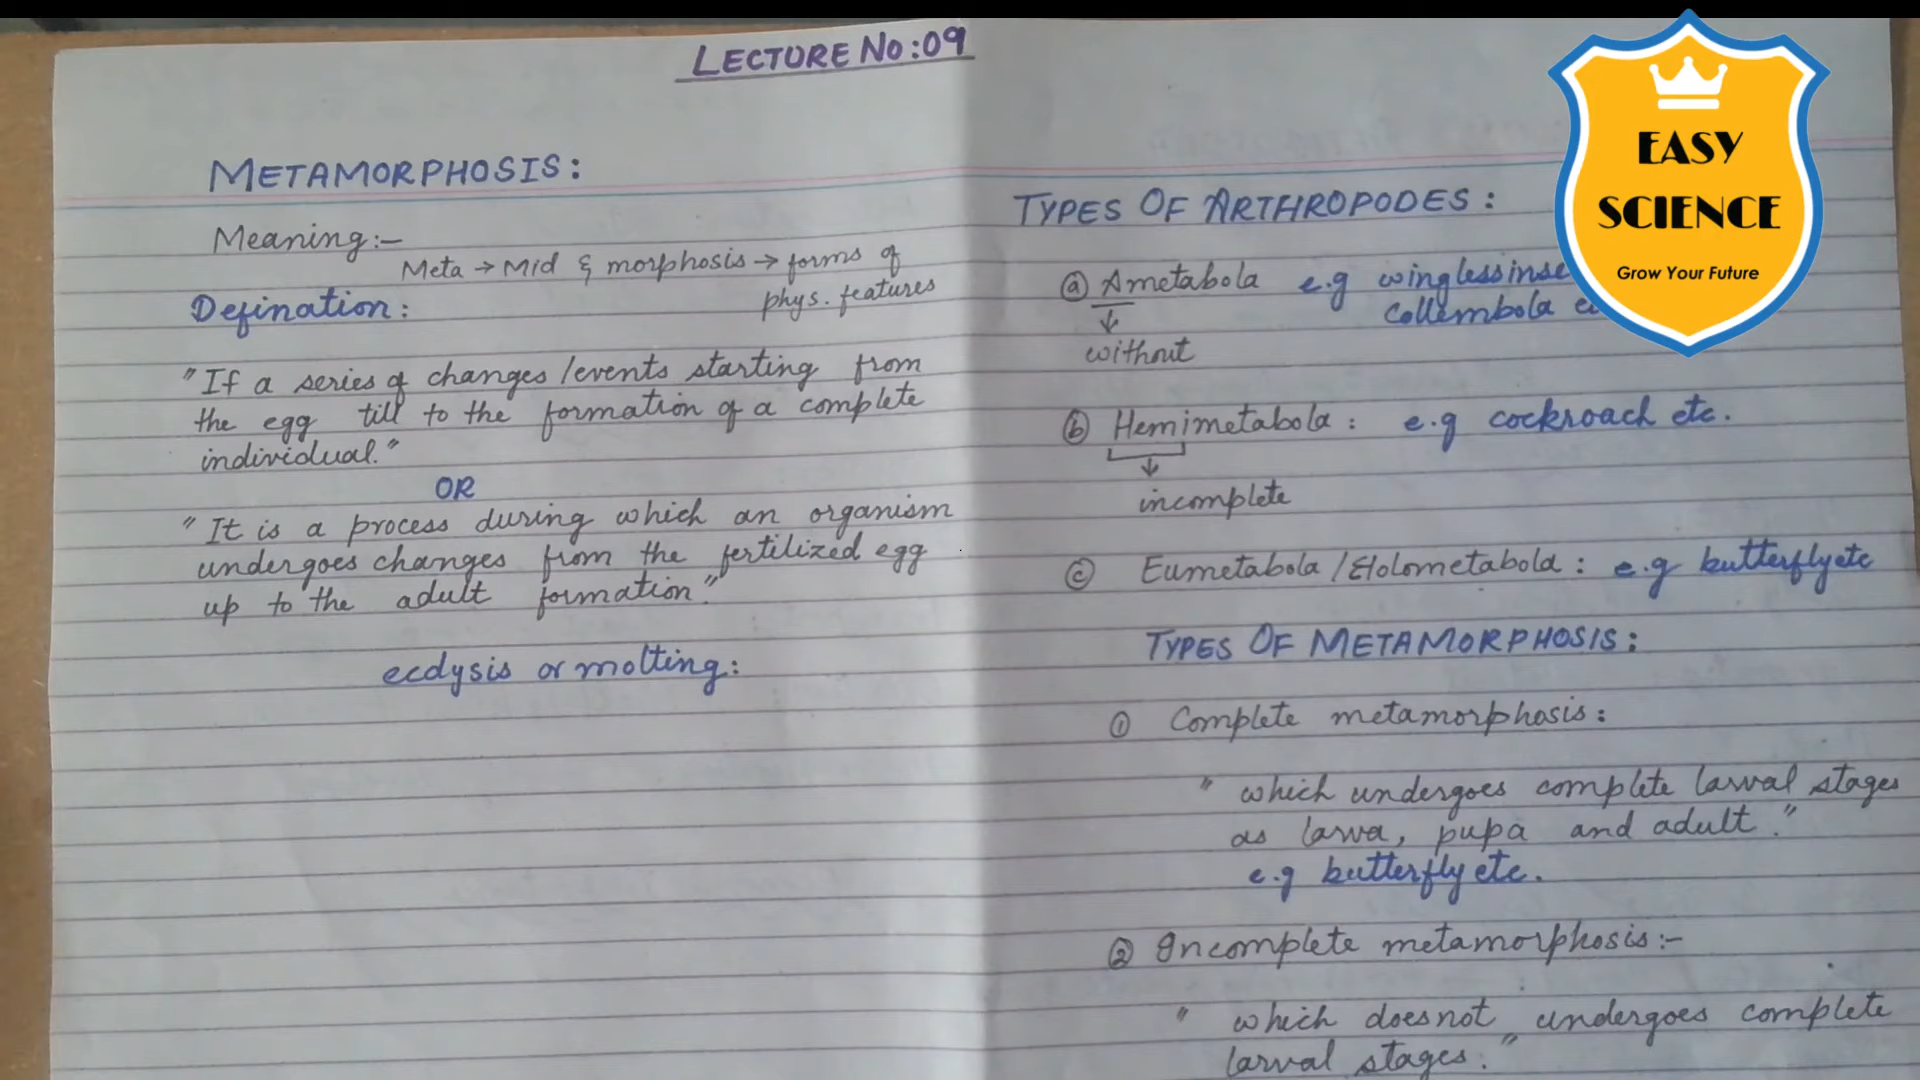 LECTURE No:09
METAMORPHOSIS:
Meaning:-
Meta → Mid & morphosis → forms of
phys. features
Defination:
"If a series of changes/events starting from
the egg till to the formation of a complete
individual."
OR
"It is a process during which an organism
undergoes changes from the fertilized egg
up to the adult formation"
ecdysis or molting:
TYPES OF ARTHROPODES:
(a) Ametabola e.g wingless
Collembola
↓
without
(b) Hemimetabola: e.g cockroach etc.
↓
incomplete
(c) Eumetabola/Holometabola: e.g butterfly etc
TYPES OF METAMORPHOSIS:
(1) Complete metamorphosis:
"which undergoes complete larval stages
as larva, pupa and adult."
e.g butterfly etc.
(2) Incomplete metamorphosis:-
"which doesnot undergoes complete
larval stages."
EASY
SCIENCE
Grow Your Future